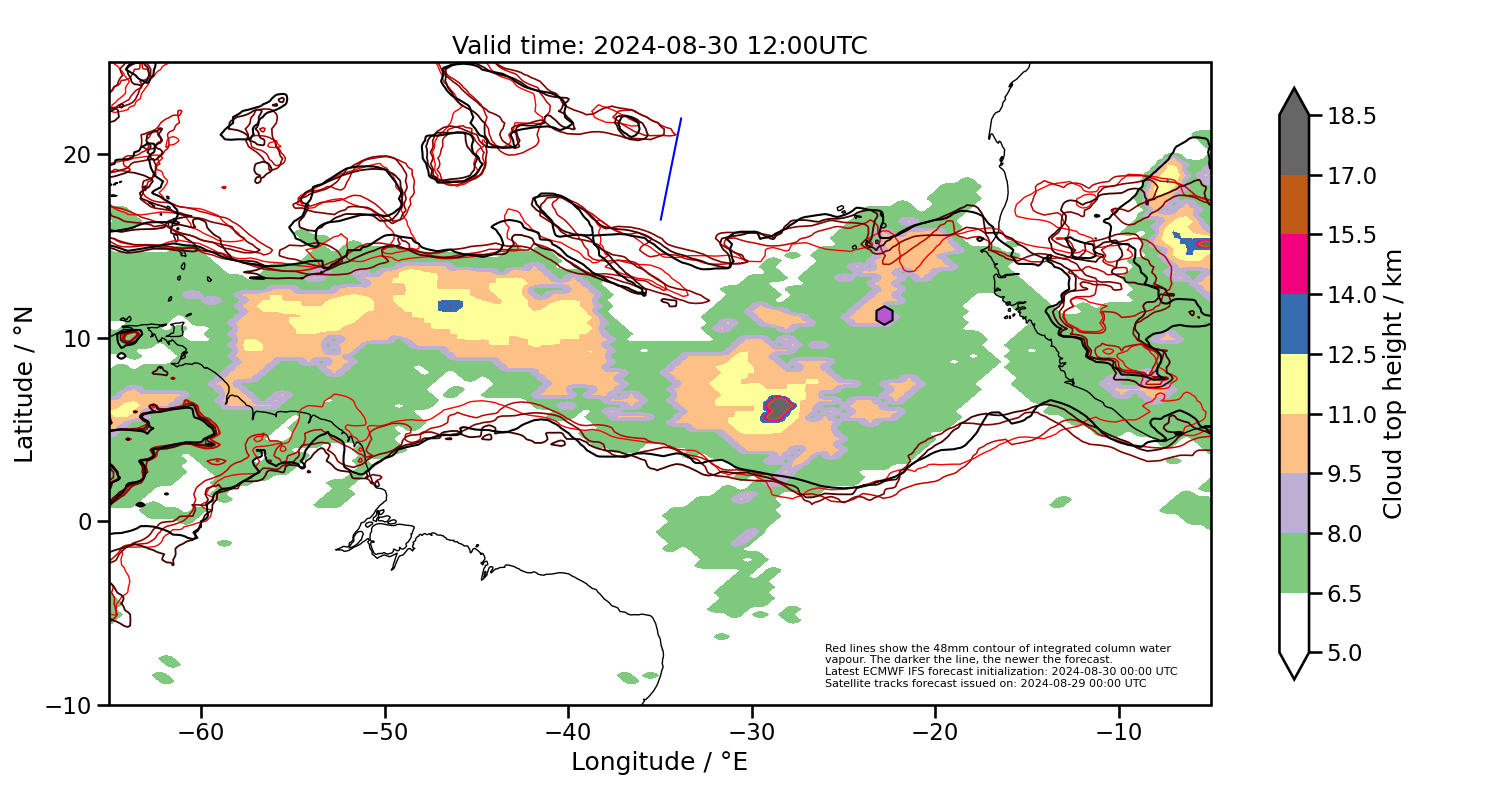 Valid time: 2024-08-30 12:00UTC
20
10
0
−10
Latitude / °N
−60
−50
−40
−30
−20
−10
Longitude / °E
Red lines show the 48mm contour of integrated column water
vapour. The darker the line, the newer the forecast.
Latest ECMWF IFS forecast initialization: 2024-08-30 00:00 UTC
Satellite tracks forecast issued on: 2024-08-29 00:00 UTC
18.5
17.0
15.5
14.0
12.5
11.0
9.5
8.0
6.5
5.0
Cloud top height / km